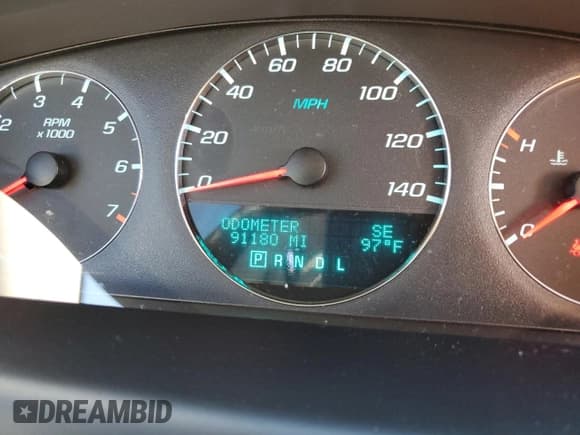 2 3 4 5 6 7
RPM
x 1000
0 20 40 60 80 100 120 140
MPH
ODOMETER SE
91180 MI 97°F
P R N D L
H
C
DREAMBID